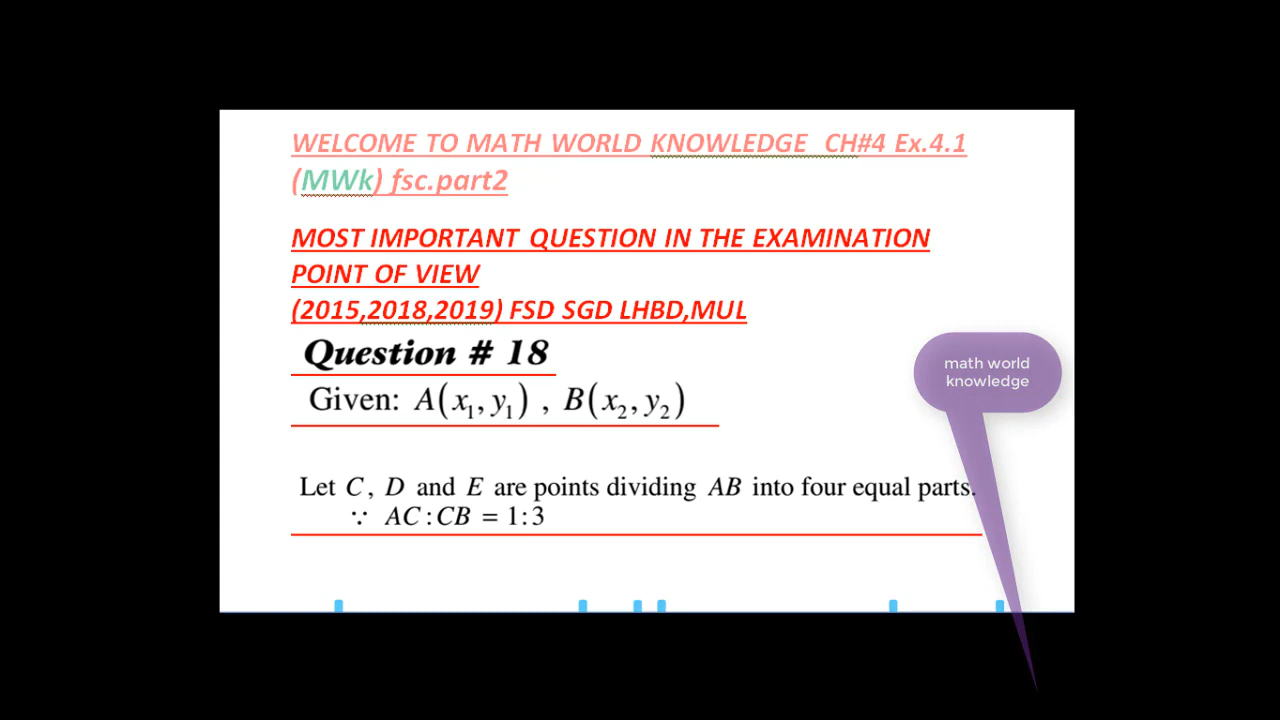 WELCOME TO MATH WORLD KNOWLEDGE CH#4 Ex.4.1
(MWk) fsc.part2
MOST IMPORTANT QUESTION IN THE EXAMINATION
POINT OF VIEW
(2015,2018,2019) FSD SGD LHBD,MUL
Question # 18
Given: A(x₁, y₁) , B(x₂, y₂)
math world
knowledge
Let C, D and E are points dividing AB into four equal parts.
∵ AC : CB = 1:3